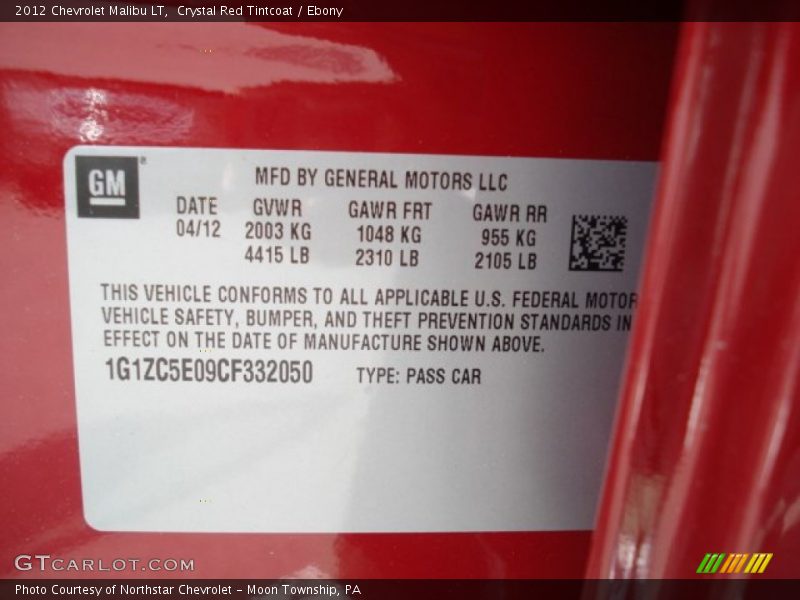 2012 Chevrolet Malibu LT, Crystal Red Tintcoat / Ebony
GM
MFD BY GENERAL MOTORS LLC
DATE GVWR GAWR FRT GAWR RR
04/12 2003 KG 1048 KG 955 KG
4415 LB 2310 LB 2105 LB
THIS VEHICLE CONFORMS TO ALL APPLICABLE U.S. FEDERAL MOTOR
VEHICLE SAFETY, BUMPER, AND THEFT PREVENTION STANDARDS IN
EFFECT ON THE DATE OF MANUFACTURE SHOWN ABOVE.
1G1ZC5E09CF332050 TYPE: PASS CAR
GTCARLOT.COM
Photo Courtesy of Northstar Chevrolet - Moon Township, PA